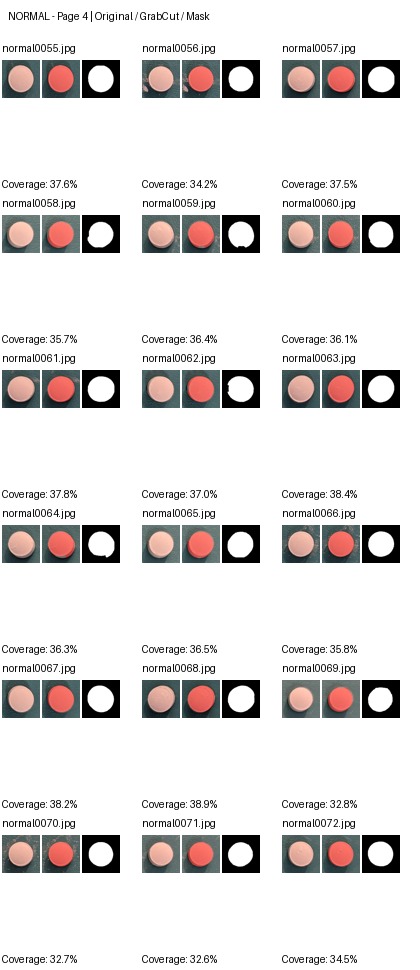 NORMAL - Page 4 | Original / GrabCut / Mask
normal0055.jpg normal0056.jpg normal0057.jpg
Coverage: 37.6% Coverage: 34.2% Coverage: 37.5%
normal0058.jpg normal0059.jpg normal0060.jpg
Coverage: 35.7% Coverage: 36.4% Coverage: 36.1%
normal0061.jpg normal0062.jpg normal0063.jpg
Coverage: 37.8% Coverage: 37.0% Coverage: 38.4%
normal0064.jpg normal0065.jpg normal0066.jpg
Coverage: 36.3% Coverage: 36.5% Coverage: 35.8%
normal0067.jpg normal0068.jpg normal0069.jpg
Coverage: 38.2% Coverage: 38.9% Coverage: 32.8%
normal0070.jpg normal0071.jpg normal0072.jpg
Coverage: 32.7% Coverage: 32.6% Coverage: 34.5%